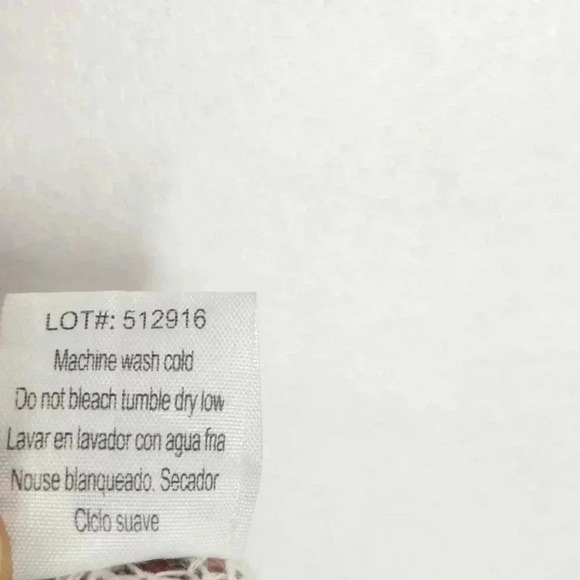 LOT#: 512916
Machine wash cold
Do not bleach tumble dry low
Lavar en lavador con agua fria
Nouse blanqueado. Secador
Ciclo suave